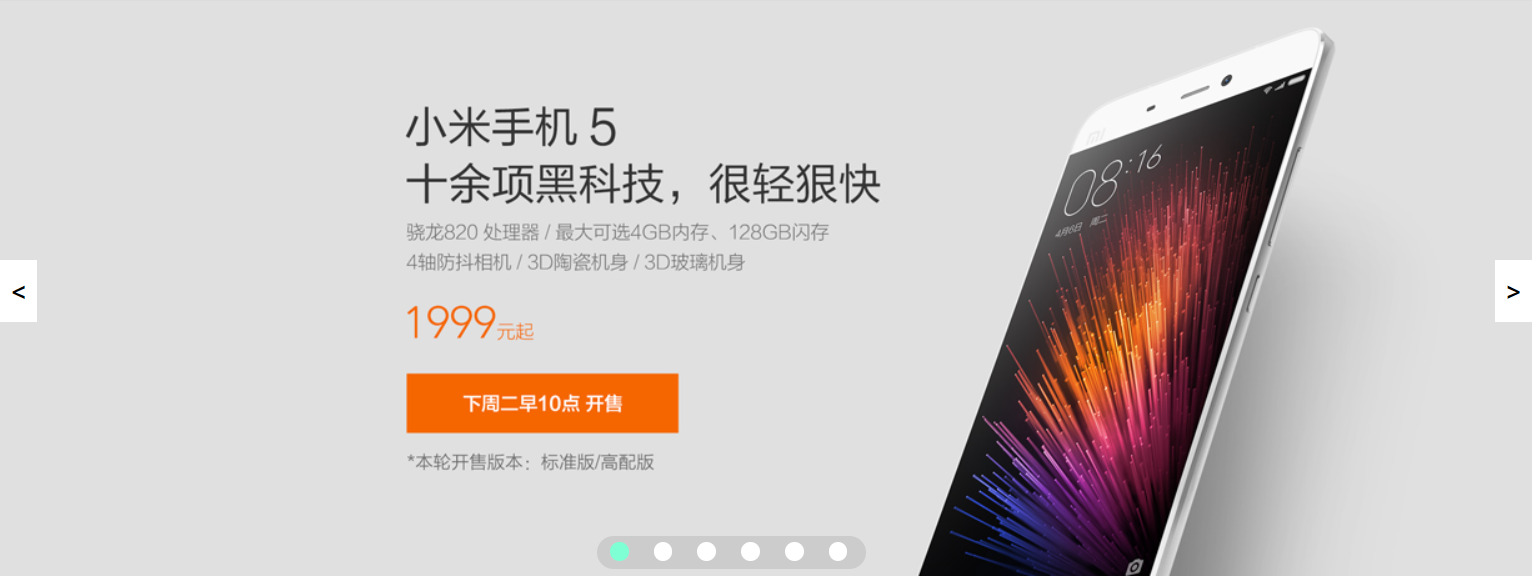 小米手机 5
十余项黑科技，很轻狠快
骁龙820 处理器 / 最大可选4GB内存、128GB闪存
4轴防抖相机 / 3D陶瓷机身 / 3D玻璃机身
1999元起
下周二早10点 开售
*本轮开售版本：标准版/高配版
<
>
MI
08:16
4月6日 周二